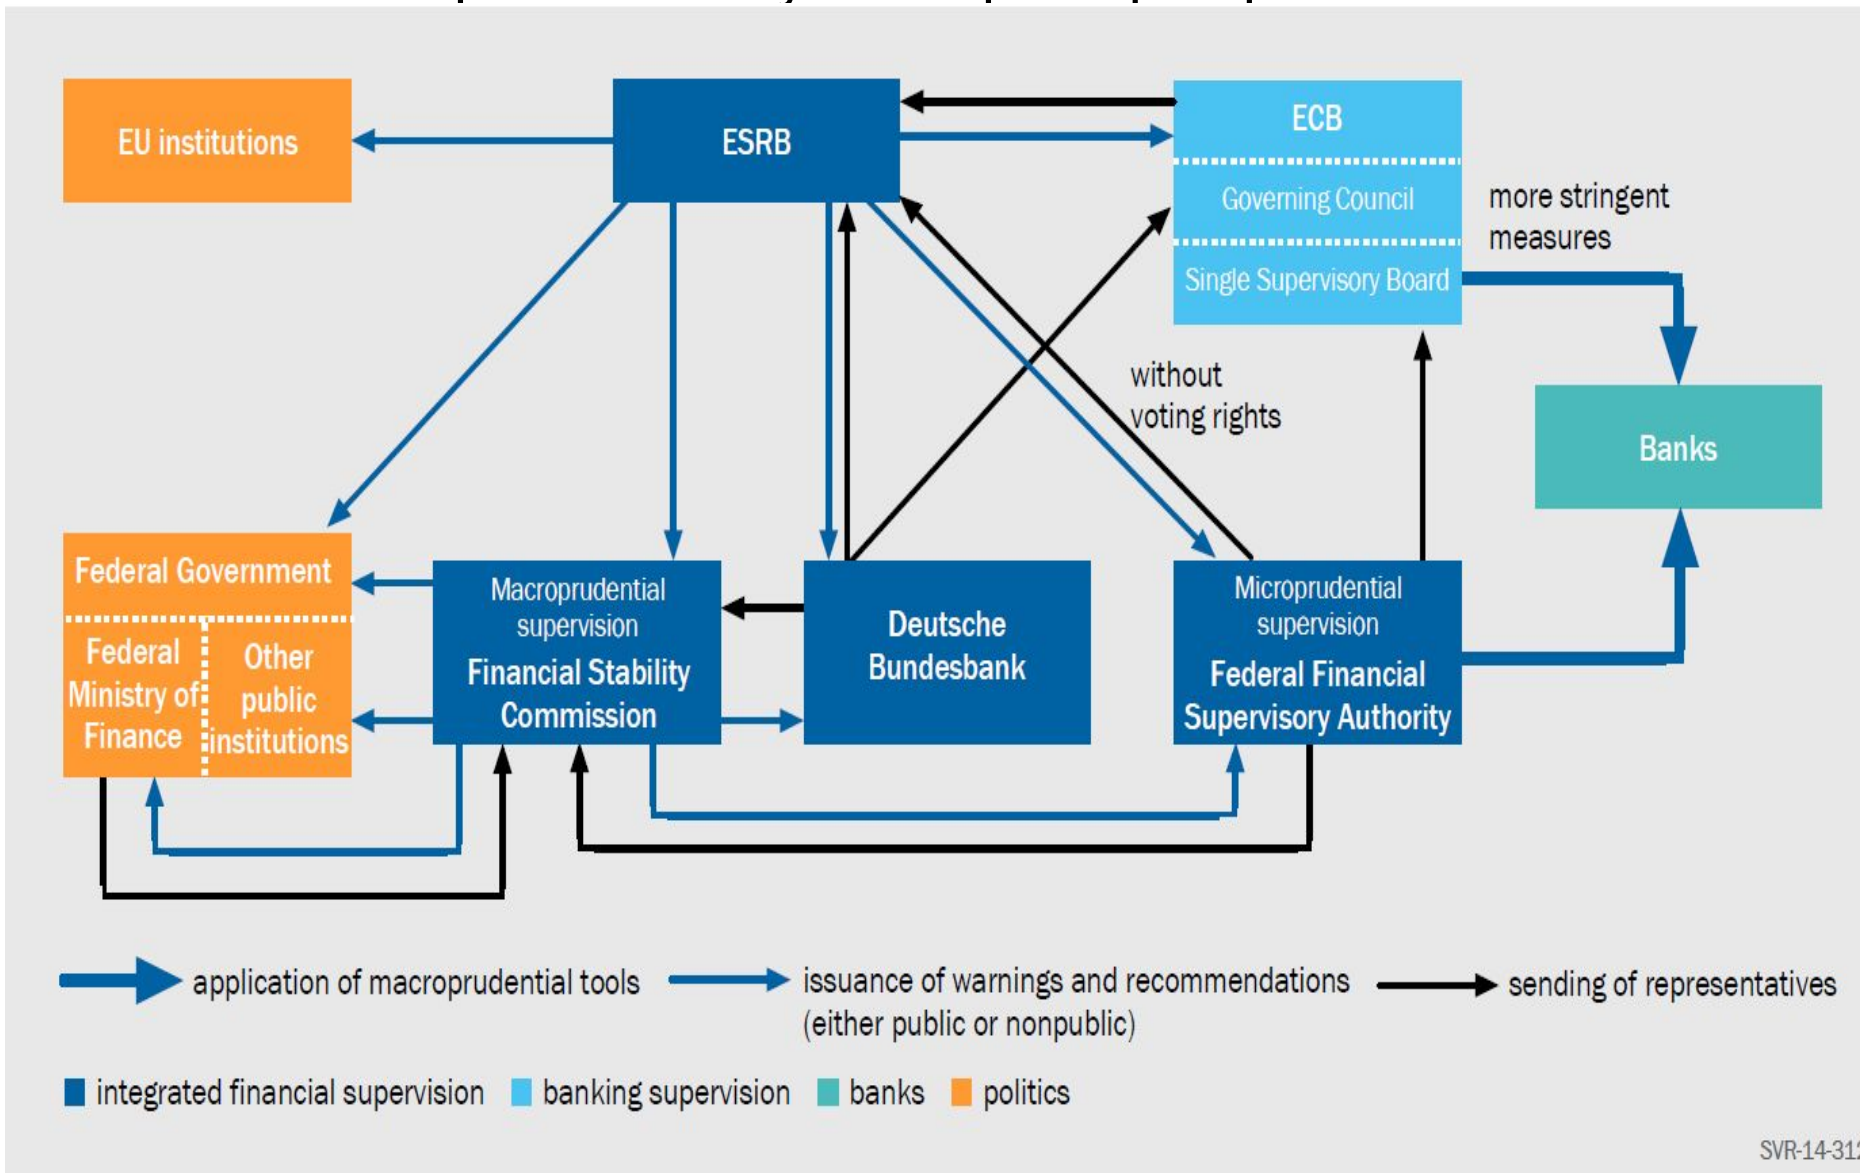 EU institutions
ESRB
ECB
Governing Council
Single Supervisory Board
more stringent
measures
without
voting rights
Banks
Federal Government
Federal
Ministry of
Finance
Other
public
institutions
Macroprudential
supervision
Financial Stability
Commission
Deutsche
Bundesbank
Microprudential
supervision
Federal Financial
Supervisory Authority
application of macroprudential tools
issuance of warnings and recommendations
(either public or nonpublic)
sending of representatives
integrated financial supervision
banking supervision
banks
politics
SVR-14-312